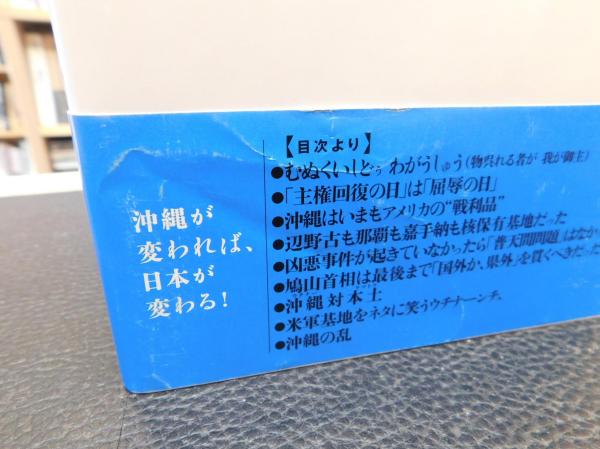 沖縄が
変われば、
日本が
変わる!
【目次より】
●むぬくいしどぅ わがうしゅう(物呉れる者が 我が御主)
●「主権回復の日」は「屈辱の日」
●沖縄はいまもアメリカの"戦利品"
●辺野古も那覇も嘉手納も核保有基地だった
●凶悪事件が起きていなかったら「普天間問題」はなか
●鳩山首相は最後まで「国外か、県外」を貫くべきだった
●沖縄対本土
●米軍基地をネタに笑うウチナーンチュ
●沖縄の乱